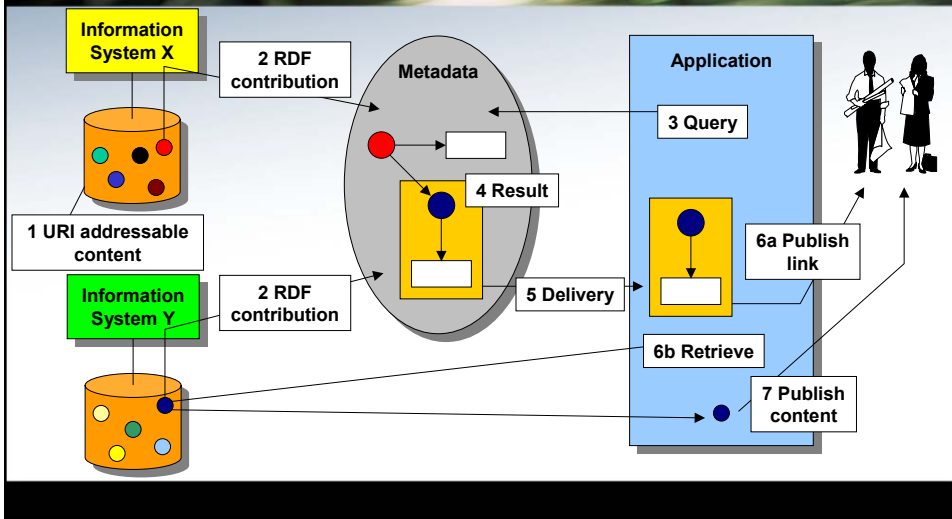 Information
System X
2 RDF
contribution
Metadata
Application
3 Query
4 Result
1 URI addressable
content
6a Publish
link
Information
System Y
2 RDF
contribution
5 Delivery
6b Retrieve
7 Publish
content